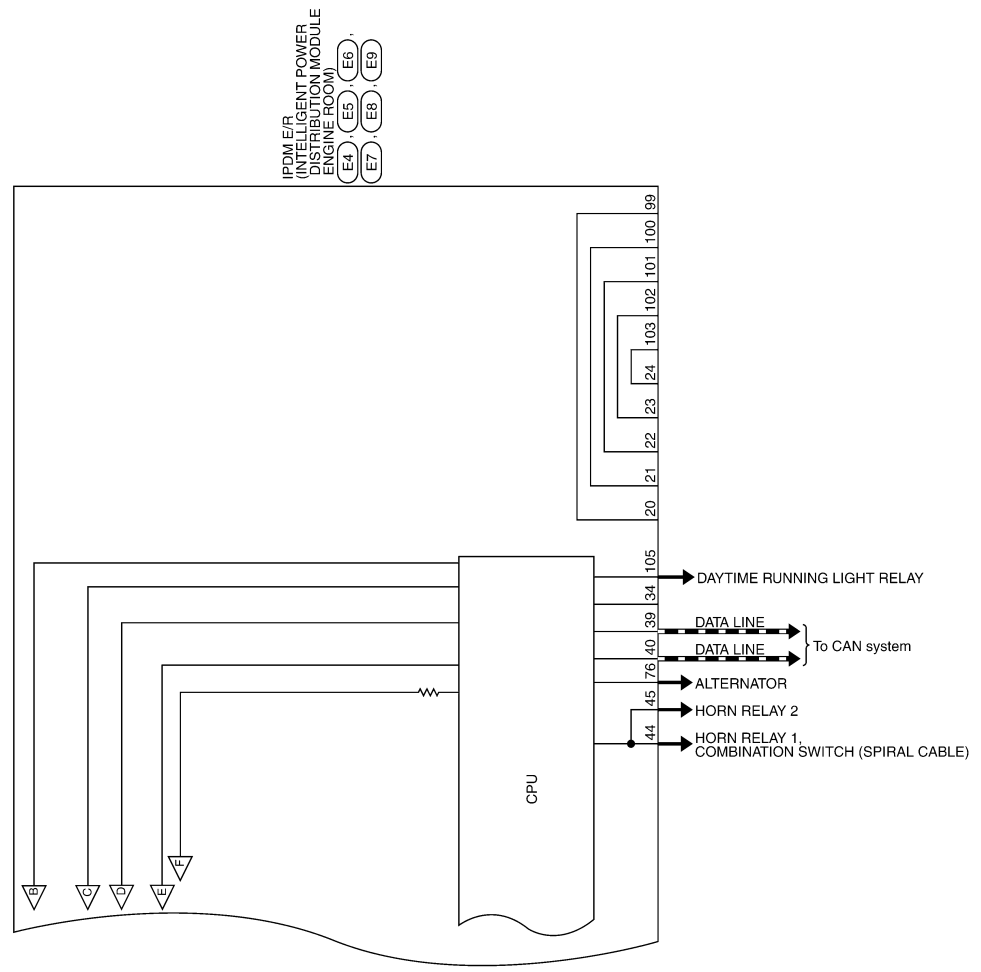 IPDM E/R
(INTELLIGENT POWER
DISTRIBUTION MODULE
ENGINE ROOM)
E4 , E5 , E6 ,
E7 , E8 , E9
99
100
101
102
103
24
23
22
21
20
105
DAYTIME RUNNING LIGHT RELAY
34
39
DATA LINE
40
DATA LINE
To CAN system
76
ALTERNATOR
45
HORN RELAY 2
44
HORN RELAY 1,
COMBINATION SWITCH (SPIRAL CABLE)
CPU
F
B
C
D
E